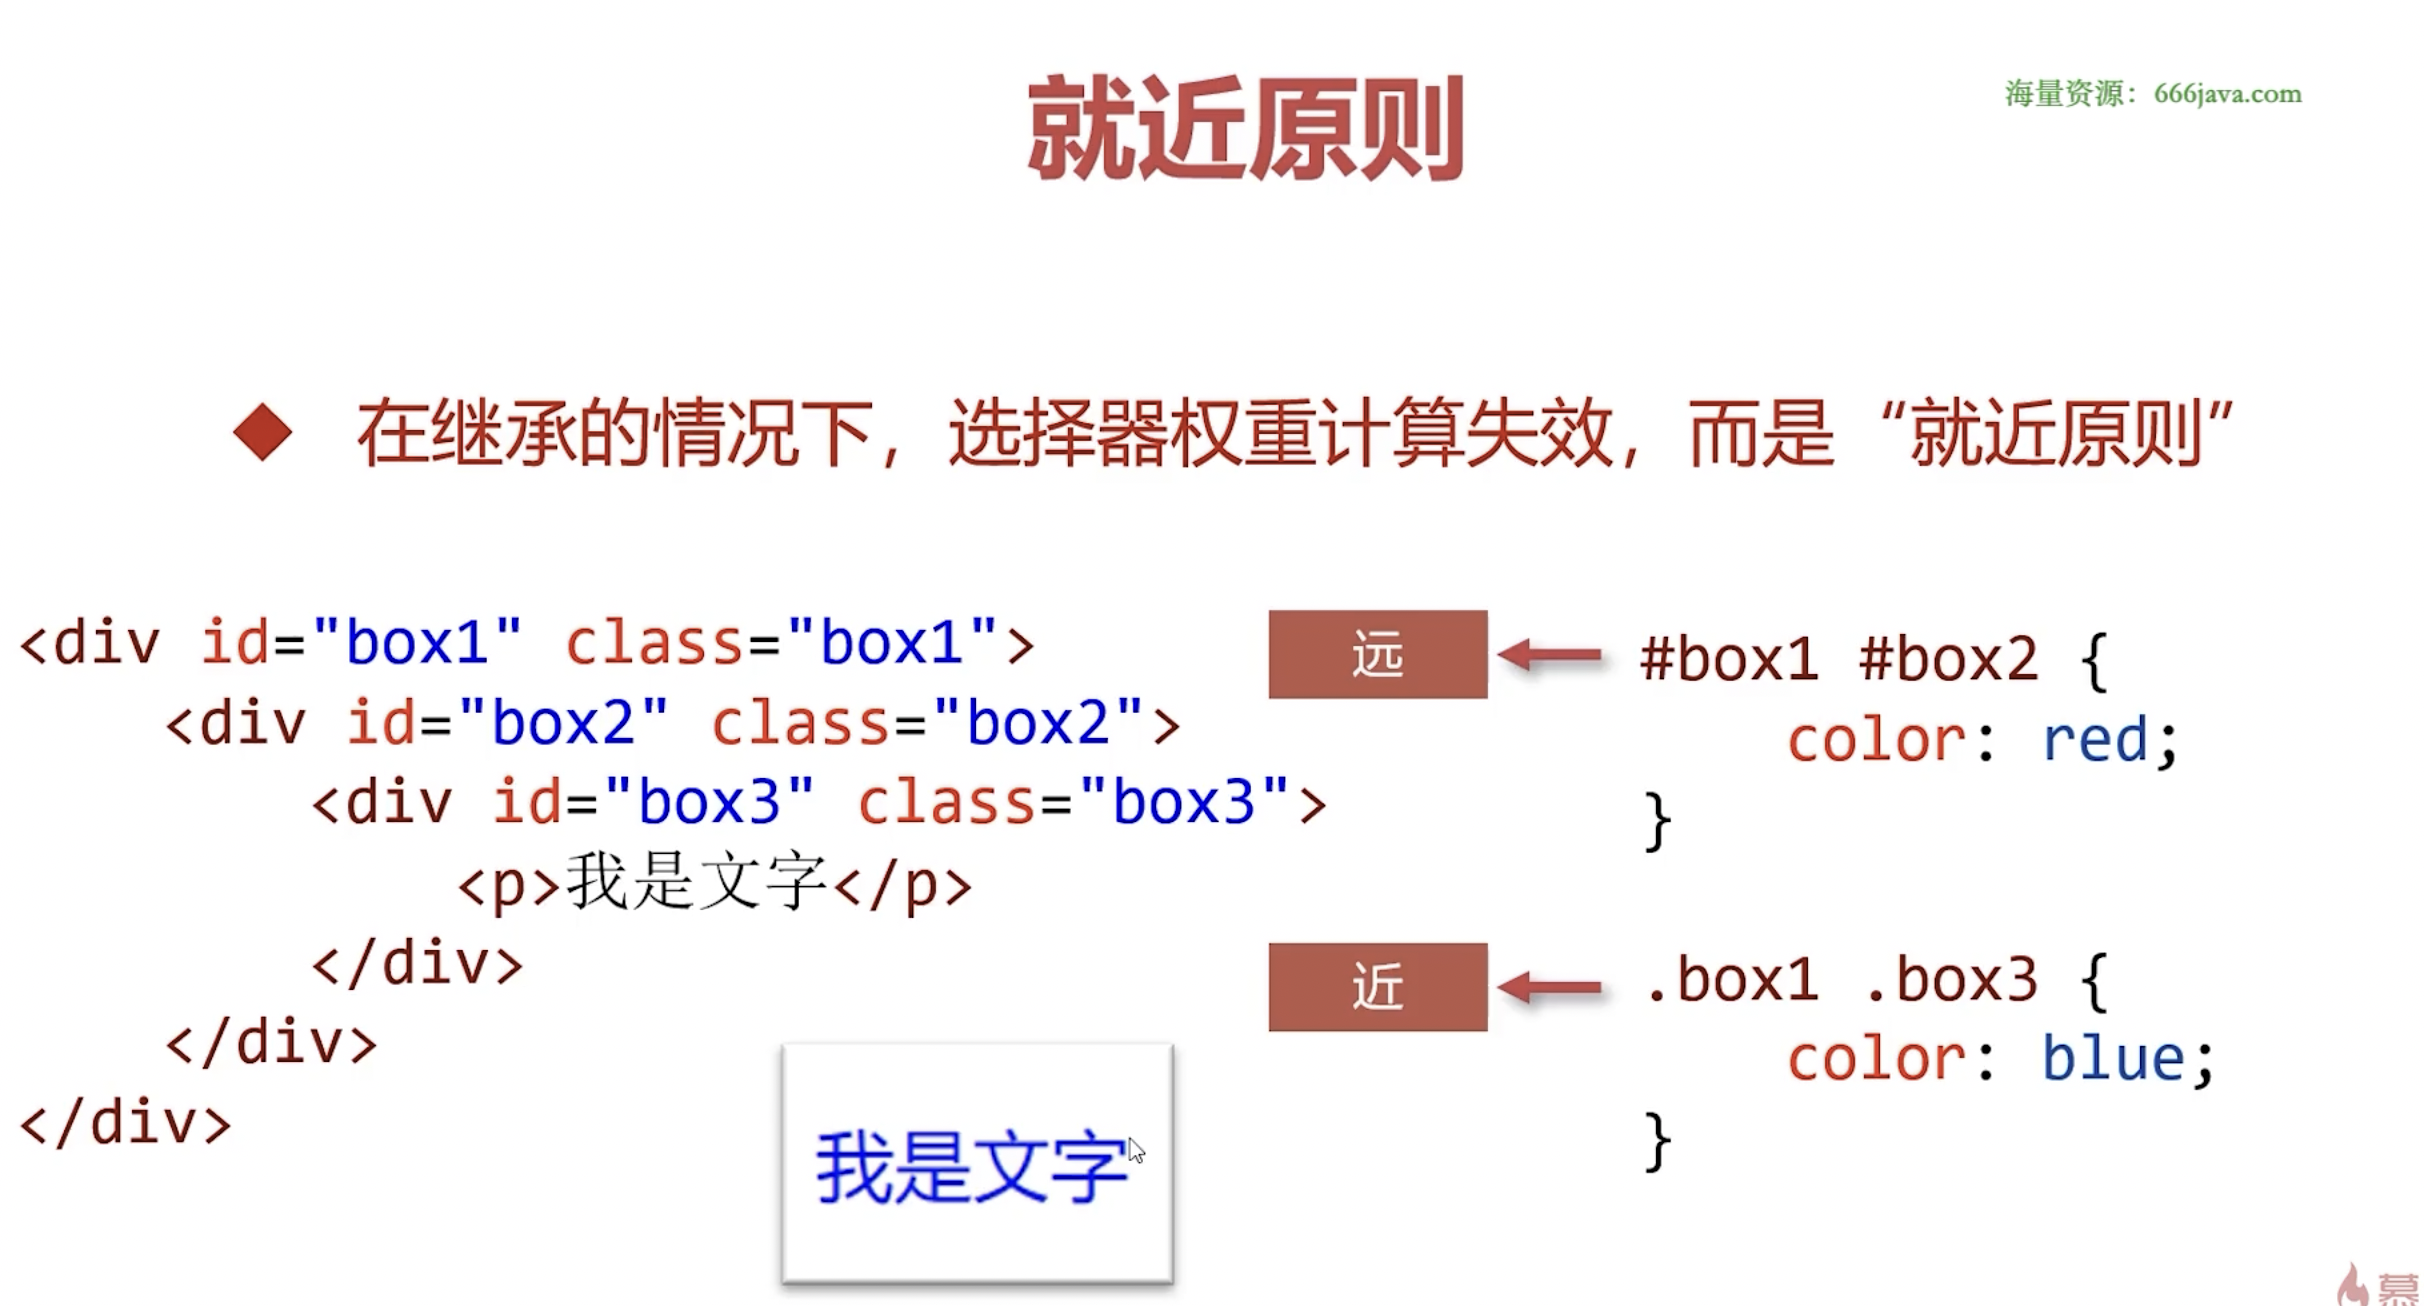 就近原则
海量资源：666java.com
◆ 在继承的情况下，选择器权重计算失效，而是“就近原则”
<div id="box1" class="box1">
<div id="box2" class="box2">
<div id="box3" class="box3">
<p>我是文字</p>
</div>
</div>
</div>
我是文字
远
#box1 #box2 {
color: red;
}
近
.box1 .box3 {
color: blue;
}
慕